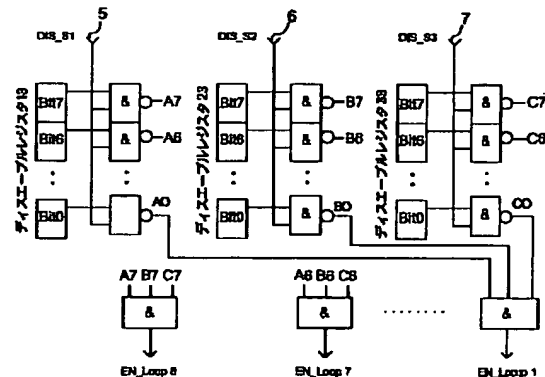 5 6 7
DIS_S1 DIS_S2 DIS_S3
ディスエーブルレジスタ13
Bit7 & A7
Bit6 & A6
Bit0 A0
ディスエーブルレジスタ23
Bit7 & B7
Bit6 & B6
Bit0 & B0
ディスエーブルレジスタ33
Bit7 & C7
Bit6 & C6
Bit0 & C0
A7 B7 C7
&
EN_Loop 8
A6 B6 C6
&
EN_Loop 7
&
EN_Loop 1